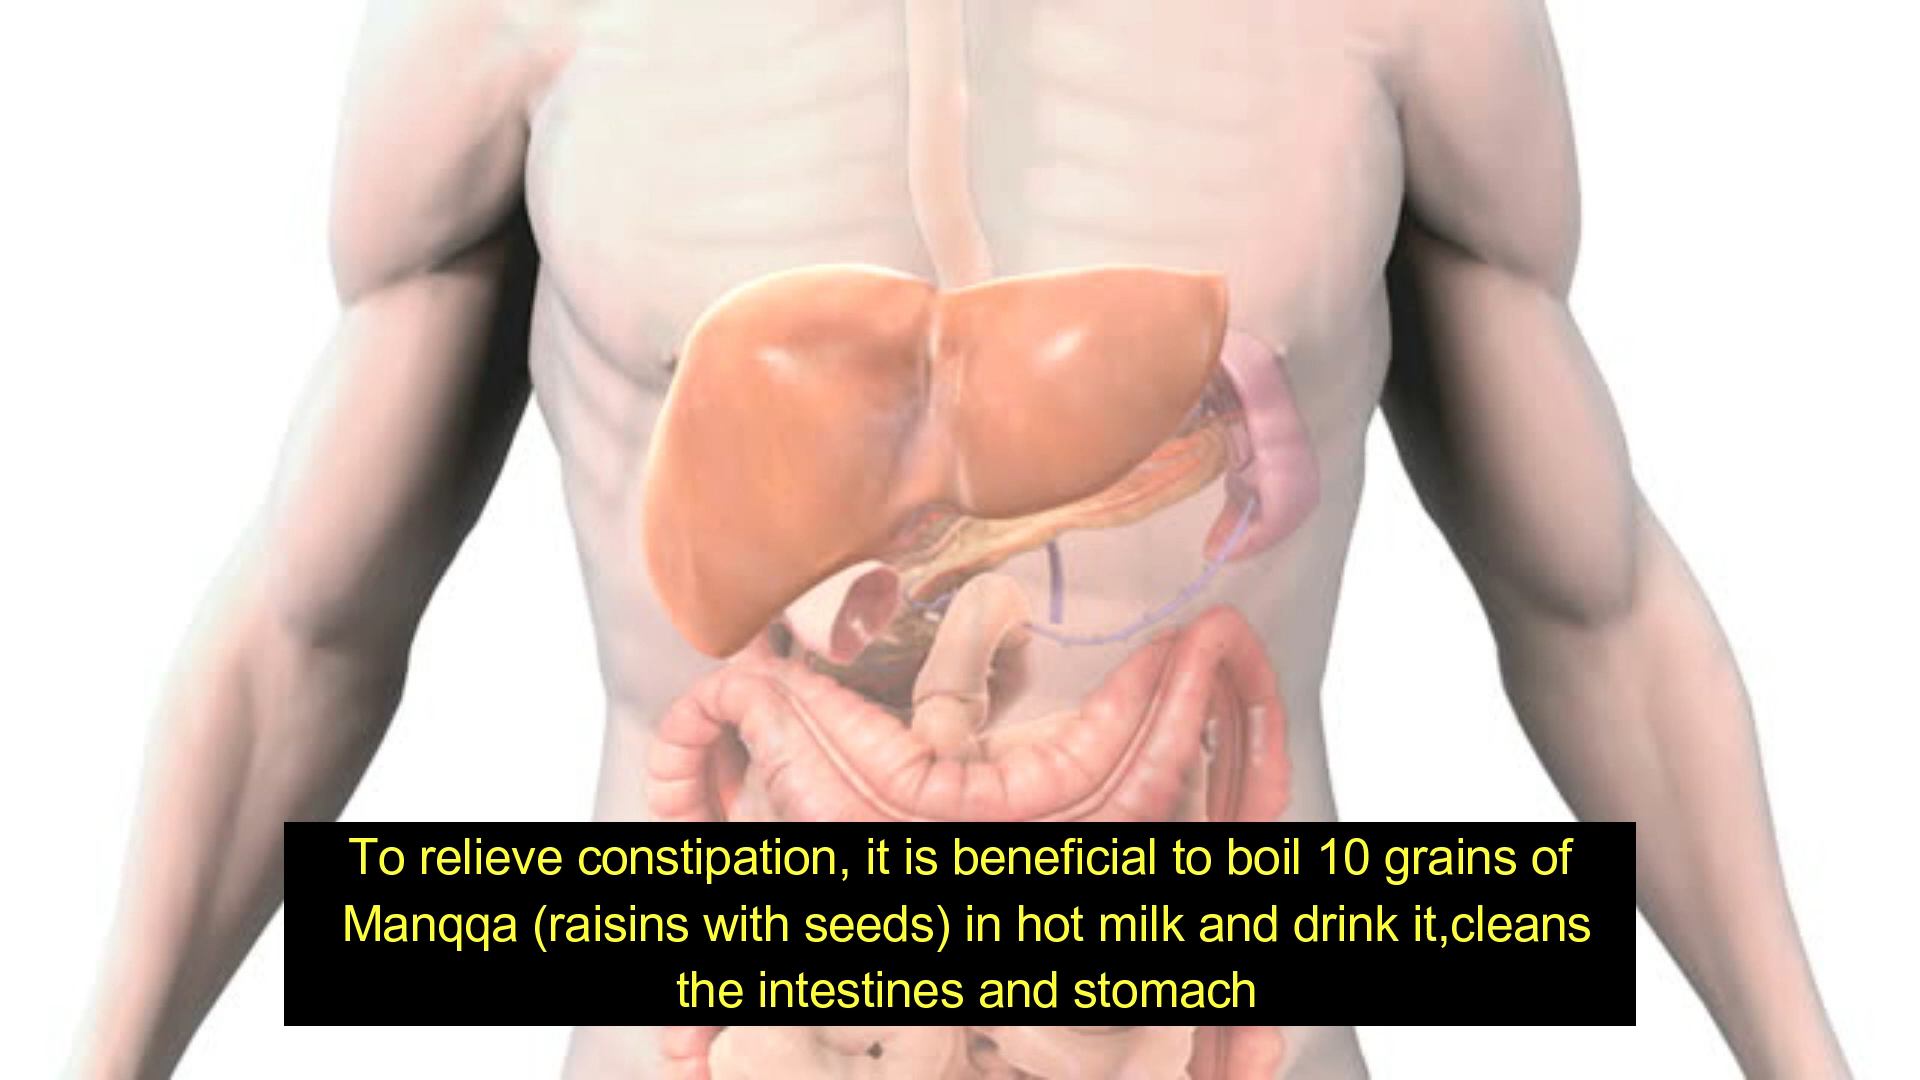 To relieve constipation, it is beneficial to boil 10 grains of
Manqqa (raisins with seeds) in hot milk and drink it,cleans
the intestines and stomach